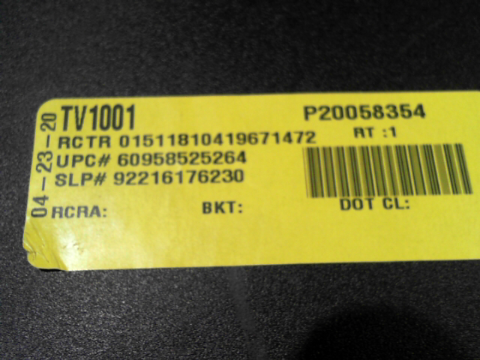 04-23-20
TV1001 P20058354
RCTR 01511810419671472 RT :1
UPC# 60958525264
SLP# 92216176230
RCRA: BKT: DOT CL: